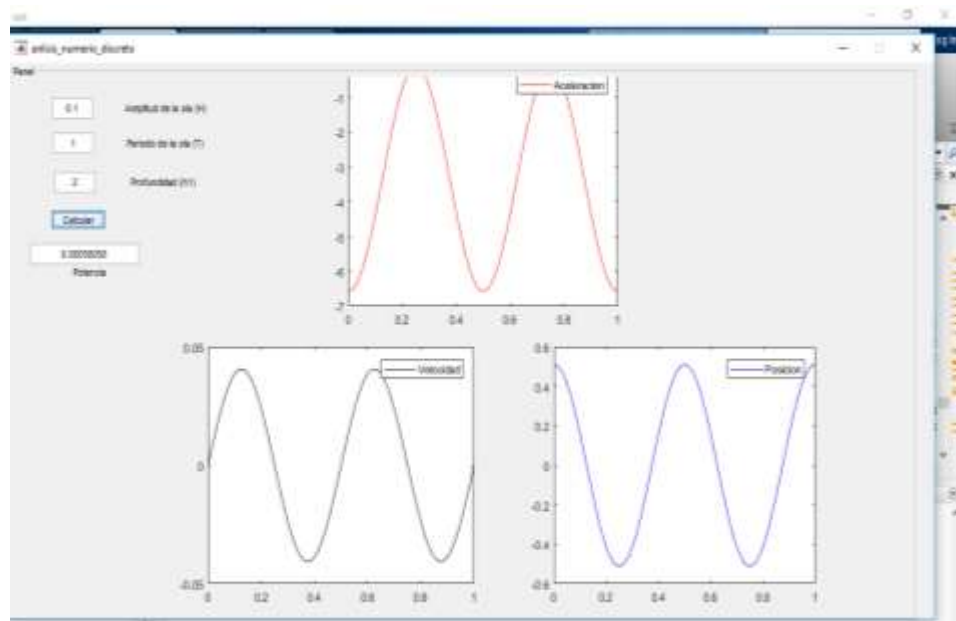 anlisis_numerio_discreto
Panel
0.1 Amplitud de la ola (H)
1 Periodo de la ola (T)
2 Profundidad
Calcular
Potencia
Aceleracion
-1
-2
-3
-4
-5
-6
-7
0 0.2 0.4 0.6 0.8 1
Velocidad
0.05
0
-0.05
0 0.2 0.4 0.6 0.8 1
Posicion
0.6
0.4
0.2
0
-0.2
-0.4
-0.6
0 0.2 0.4 0.6 0.8 1